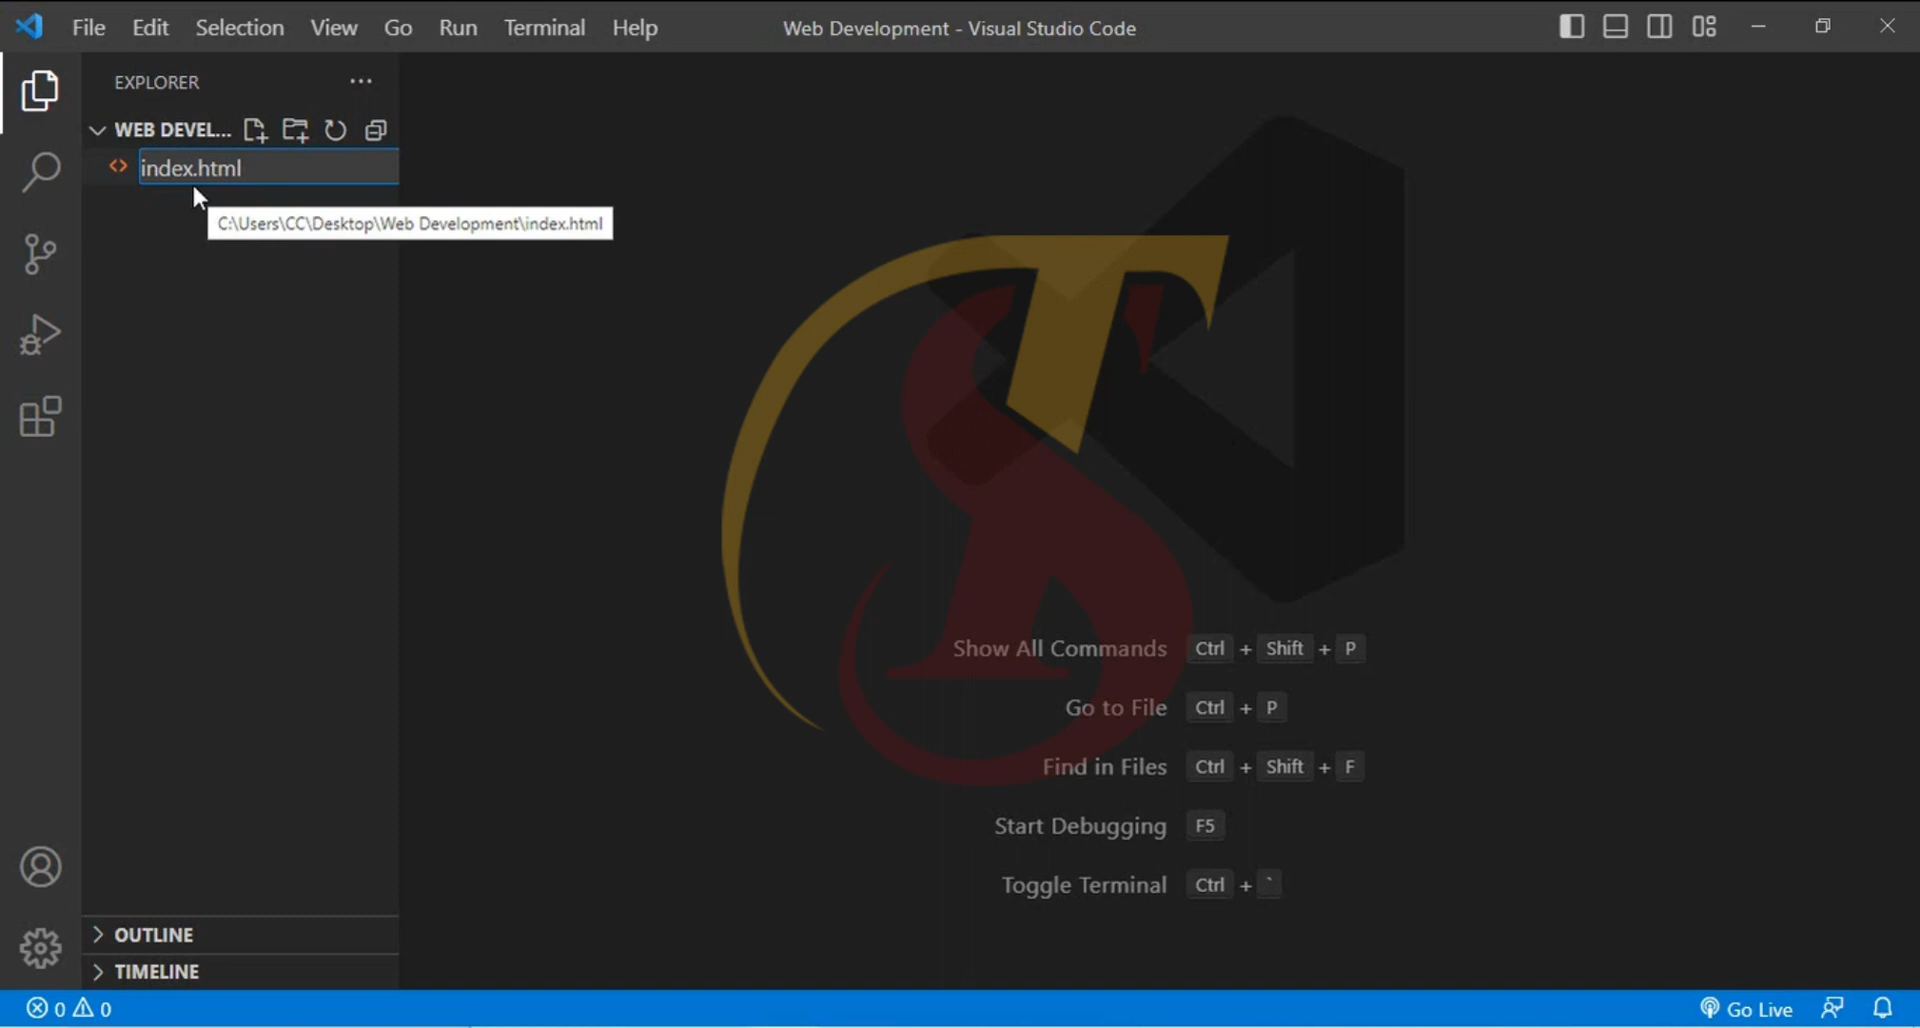 File Edit Selection View Go Run Terminal Help Web Development - Visual Studio Code
EXPLORER
WEB DEVEL...
index.html
C:\Users\CC\Desktop\Web Development\index.html
Show All Commands Ctrl + Shift + P
Go to File Ctrl + P
Find in Files Ctrl + Shift + F
Start Debugging F5
Toggle Terminal Ctrl + `
OUTLINE
TIMELINE
0 0 Go Live